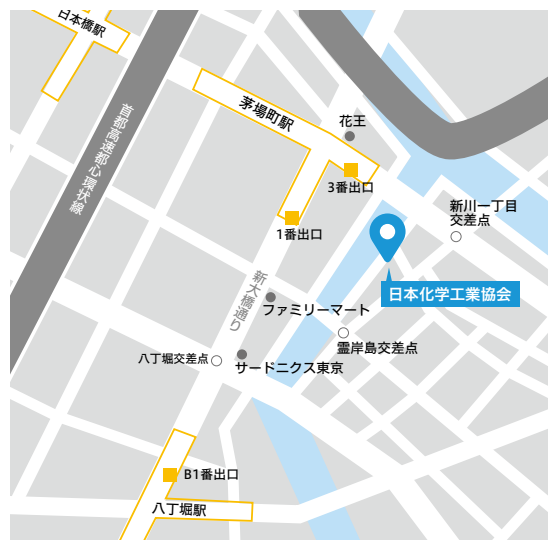 日本橋駅
首都高速都心環状線
茅場町駅
花王
3番出口
新川一丁目
交差点
1番出口
日本化学工業協会
新大橋通り
ファミリーマート
霊岸島交差点
八丁堀交差点
サードニクス東京
B1番出口
八丁堀駅